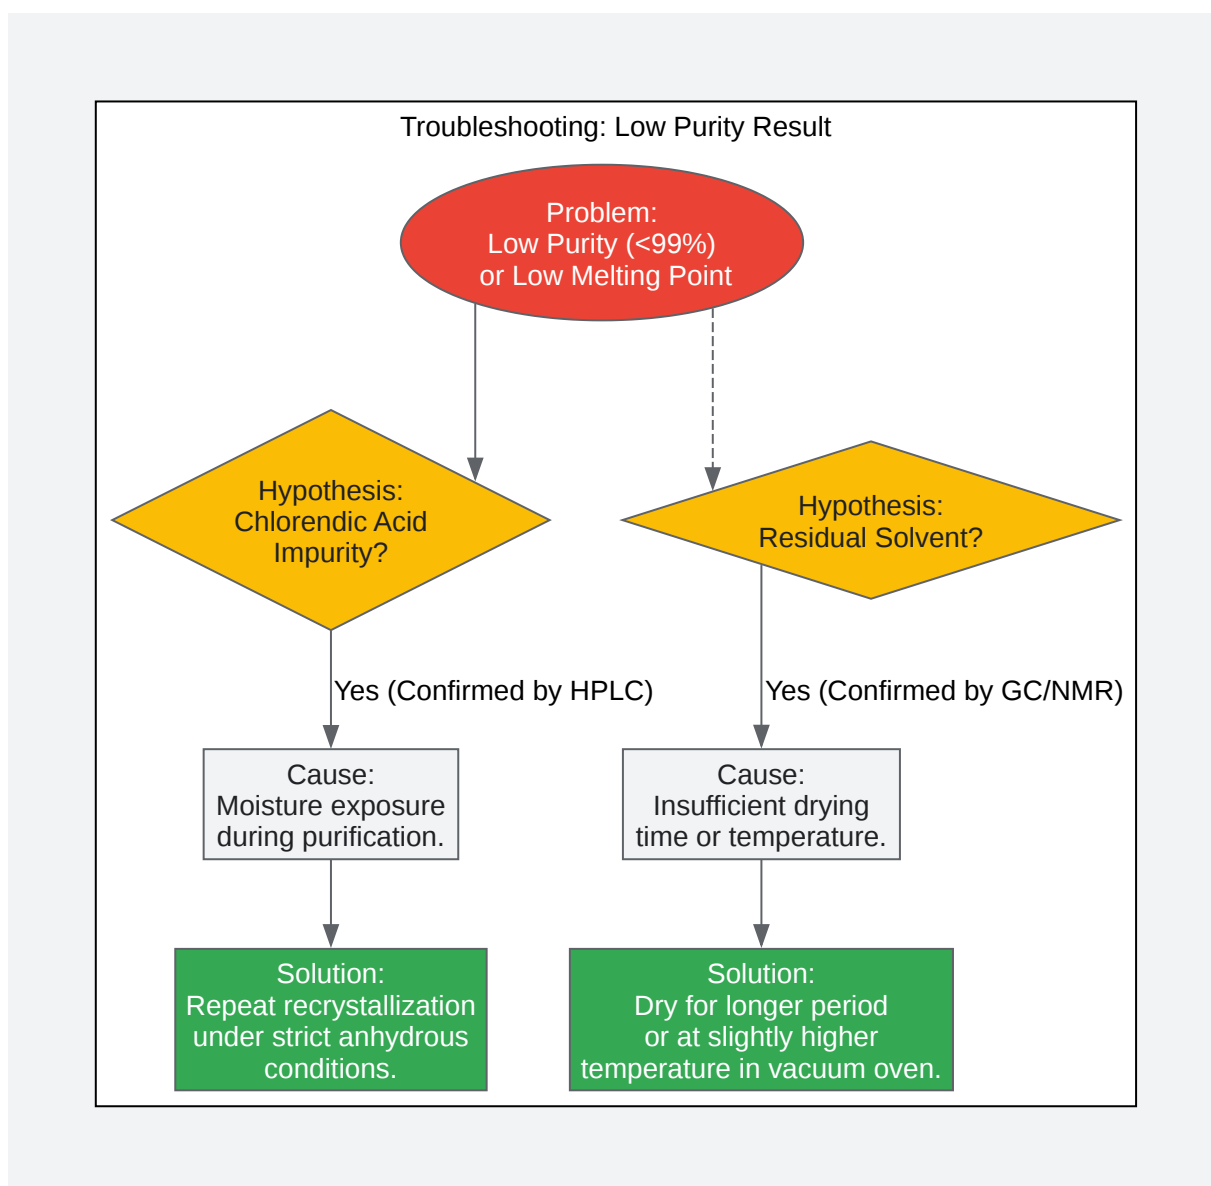 Troubleshooting: Low Purity Result
Problem:
Low Purity (<99%)
or Low Melting Point
Hypothesis:
Chlorendic Acid
Impurity?
Hypothesis:
Residual Solvent?
Yes (Confirmed by HPLC)
Yes (Confirmed by GC/NMR)
Cause:
Moisture exposure
during purification.
Cause:
Insufficient drying
time or temperature.
Solution:
Repeat recrystallization
under strict anhydrous
conditions.
Solution:
Dry for longer period
or at slightly higher
temperature in vacuum oven.